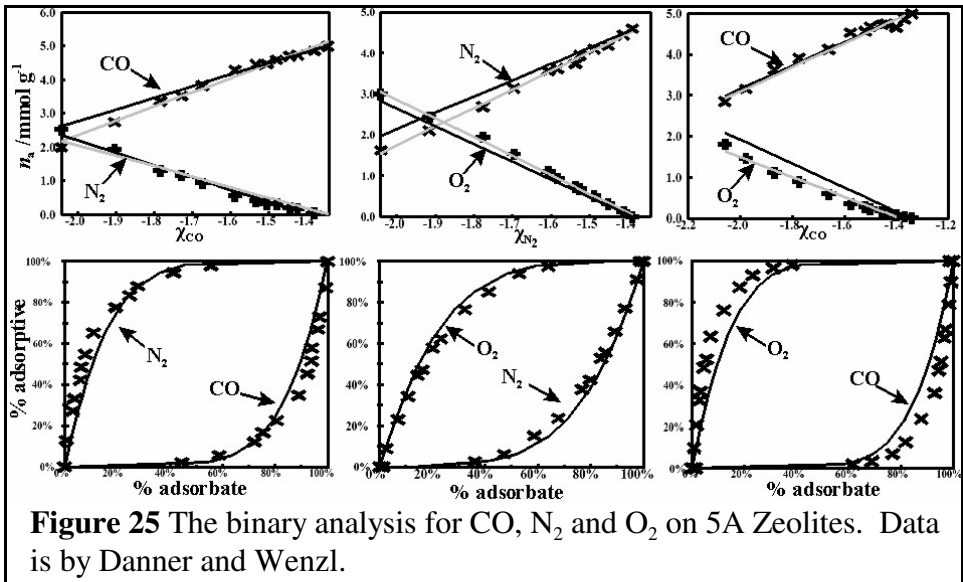 6.0
5.0
4.0
3.0
2.0
1.0
0.0
nₐ /mmol g⁻¹
CO
N₂
-2.0 -1.9 -1.8 -1.7 -1.6 -1.5 -1.4
χCO
5.0
4.0
3.0
2.0
1.0
0.0
N₂
O₂
-2.0 -1.9 -1.8 -1.7 -1.6 -1.5 -1.4
χN₂
5.0
4.0
3.0
2.0
1.0
0.0
CO
O₂
-2.0 -1.8 -1.6 -1.4 -1.2
χCO
100%
80%
60%
40%
20%
0%
% adsorptive
N₂
CO
0% 20% 40% 60% 80% 100%
% adsorbate
100%
80%
60%
40%
20%
0%
O₂
N₂
0% 20% 40% 60% 80% 100%
% adsorbate
100%
80%
60%
40%
20%
0%
O₂
CO
0% 20% 40% 60% 80% 100%
% adsorbate
Figure 25 The binary analysis for CO, N₂ and O₂ on 5A Zeolites. Data
is by Danner and Wenzl.